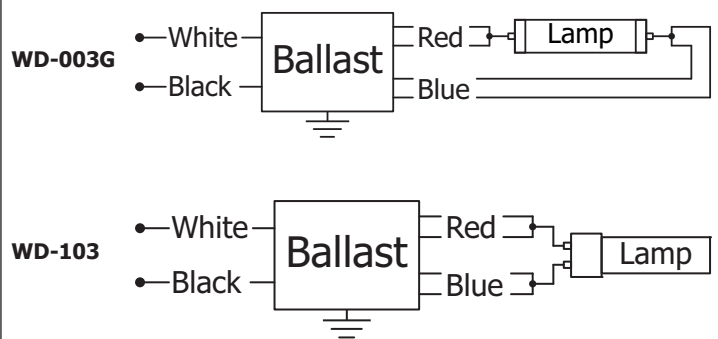 White
Red
Lamp
WD-003G
Ballast
Black
Blue
White
Red
WD-103
Ballast
Lamp
Black
Blue